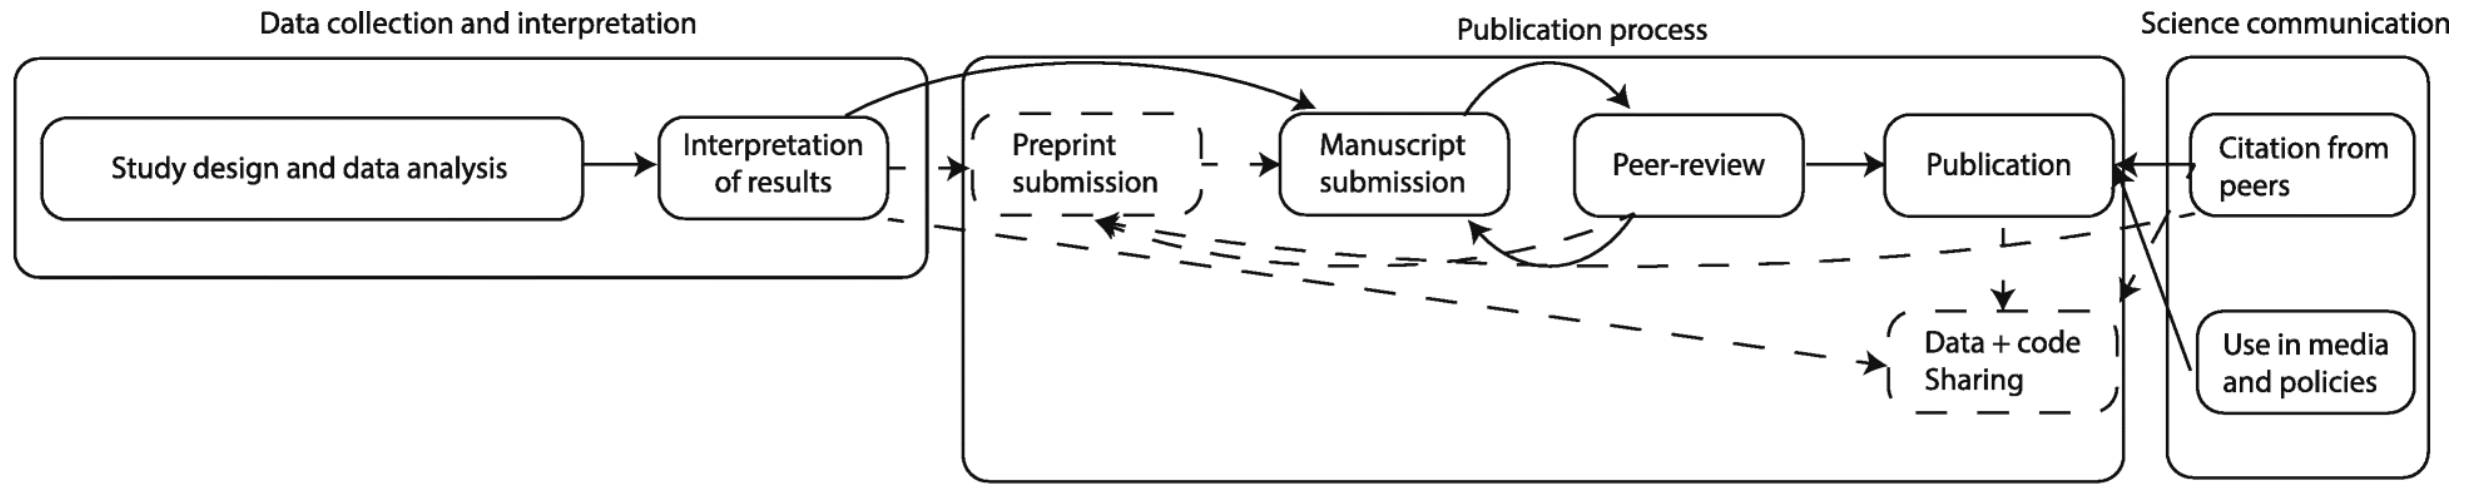 Data collection and interpretation
Publication process
Science communication
Study design and data analysis
Interpretation
of results
Preprint
submission
Manuscript
submission
Peer-review
Publication
Citation from
peers
Data + code
Sharing
Use in media
and policies